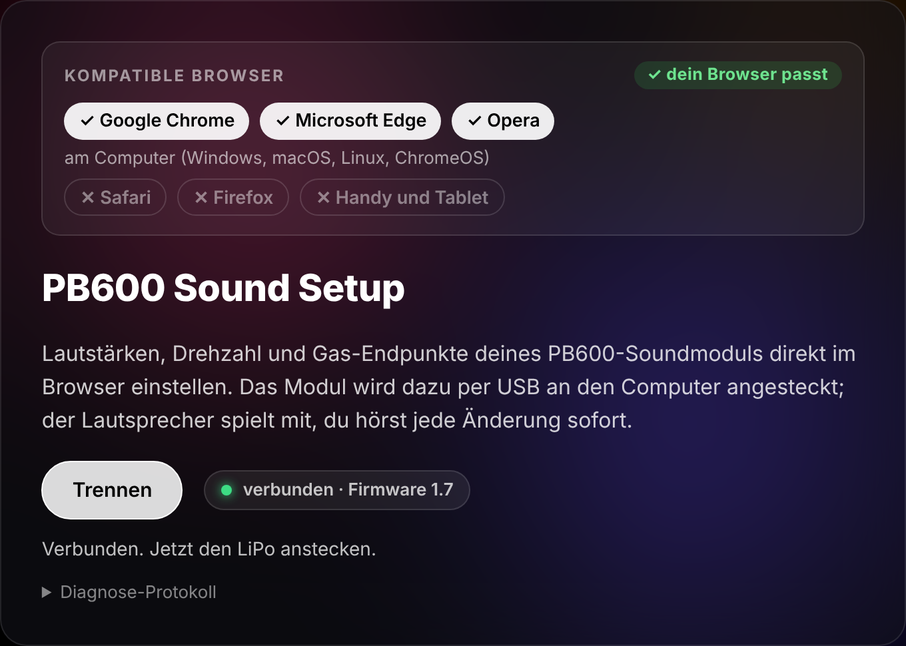 KOMPATIBLE BROWSER
✓ dein Browser passt
✓ Google Chrome ✓ Microsoft Edge ✓ Opera
am Computer (Windows, macOS, Linux, ChromeOS)
✕ Safari ✕ Firefox ✕ Handy und Tablet
PB600 Sound Setup
Lautstärken, Drehzahl und Gas-Endpunkte deines PB600-Soundmoduls direkt im
Browser einstellen. Das Modul wird dazu per USB an den Computer angesteckt;
der Lautsprecher spielt mit, du hörst jede Änderung sofort.
Trennen
verbunden · Firmware 1.7
Verbunden. Jetzt den LiPo anstecken.
▶ Diagnose-Protokoll